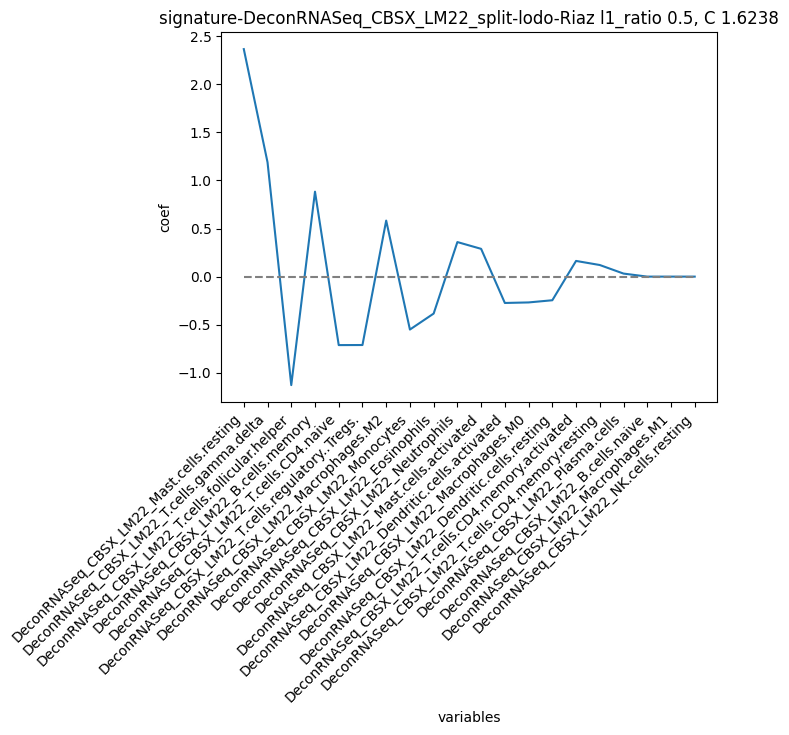 signature-DeconRNASeq_CBSX_LM22_split-lodo-Riaz l1_ratio 0.5, C 1.6238
2.5
2.0
1.5
1.0
0.5
0.0
−0.5
−1.0
coef
DeconRNASeq_CBSX_LM22_Mast.cells.resting
DeconRNASeq_CBSX_LM22_T.cells.gamma.delta
DeconRNASeq_CBSX_LM22_T.cells.follicular.helper
DeconRNASeq_CBSX_LM22_B.cells.memory
DeconRNASeq_CBSX_LM22_T.cells.CD4.naive
DeconRNASeq_CBSX_LM22_T.cells.regulatory..Tregs.
DeconRNASeq_CBSX_LM22_Macrophages.M2
DeconRNASeq_CBSX_LM22_Monocytes
DeconRNASeq_CBSX_LM22_Eosinophils
DeconRNASeq_CBSX_LM22_Neutrophils
DeconRNASeq_CBSX_LM22_Mast.cells.activated
DeconRNASeq_CBSX_LM22_Dendritic.cells.activated
DeconRNASeq_CBSX_LM22_Macrophages.M0
DeconRNASeq_CBSX_LM22_Dendritic.cells.resting
DeconRNASeq_CBSX_LM22_T.cells.CD4.memory.activated
DeconRNASeq_CBSX_LM22_T.cells.CD4.memory.resting
DeconRNASeq_CBSX_LM22_Plasma.cells
DeconRNASeq_CBSX_LM22_B.cells.naive
DeconRNASeq_CBSX_LM22_Macrophages.M1
DeconRNASeq_CBSX_LM22_NK.cells.resting
variables